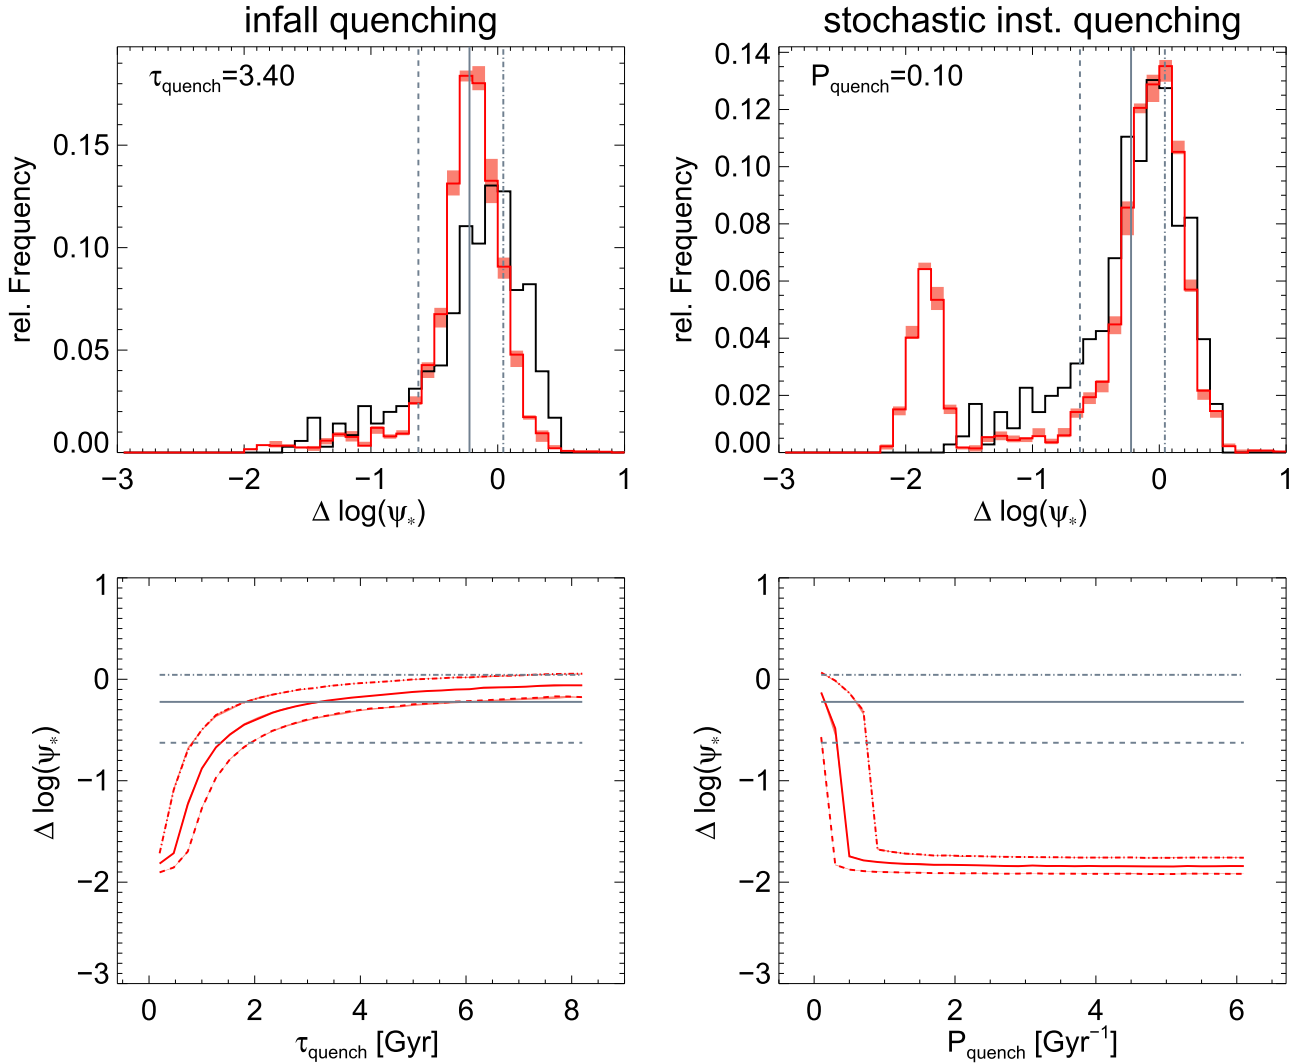 infall quenching
stochastic inst. quenching
τquench=3.40
Pquench=0.10
rel. Frequency
0.15
0.10
0.05
0.00
−3 −2 −1 0 1
Δ log(ψ*)
rel. Frequency
0.14
0.12
0.10
0.08
0.06
0.04
0.02
0.00
−3 −2 −1 0 1
Δ log(ψ*)
Δ log(ψ*)
1
0
−1
−2
−3
0 2 4 6 8
τquench [Gyr]
Δ log(ψ*)
1
0
−1
−2
−3
0 2 4 6
Pquench [Gyr⁻¹]